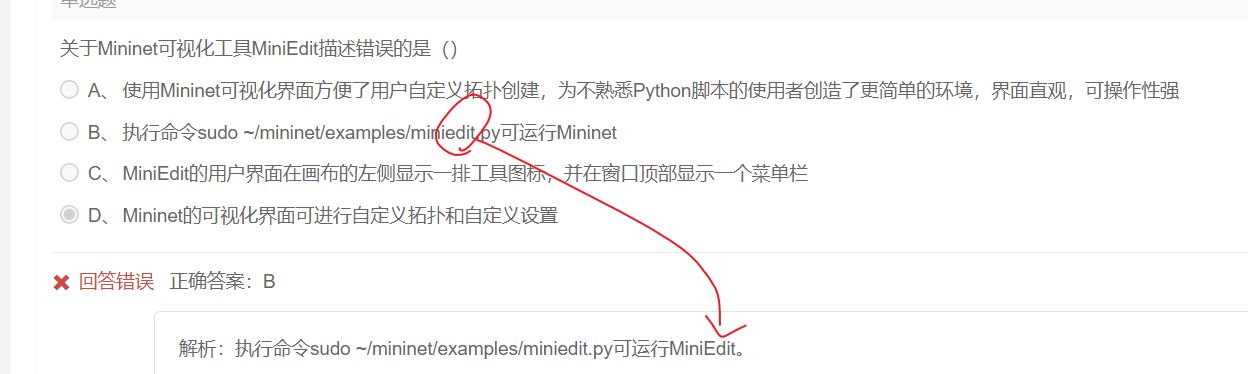 单选题
关于Mininet可视化工具MiniEdit描述错误的是（）
A、 使用Mininet可视化界面方便了用户自定义拓扑创建，为不熟悉Python脚本的使用者创造了更简单的环境，界面直观，可操作性强
B、 执行命令sudo ~/mininet/examples/miniedit.py可运行Mininet
C、 MiniEdit的用户界面在画布的左侧显示一排工具图标，并在窗口顶部显示一个菜单栏
D、 Mininet的可视化界面可进行自定义拓扑和自定义设置
回答错误 正确答案：B
解析：执行命令sudo ~/mininet/examples/miniedit.py可运行MiniEdit。